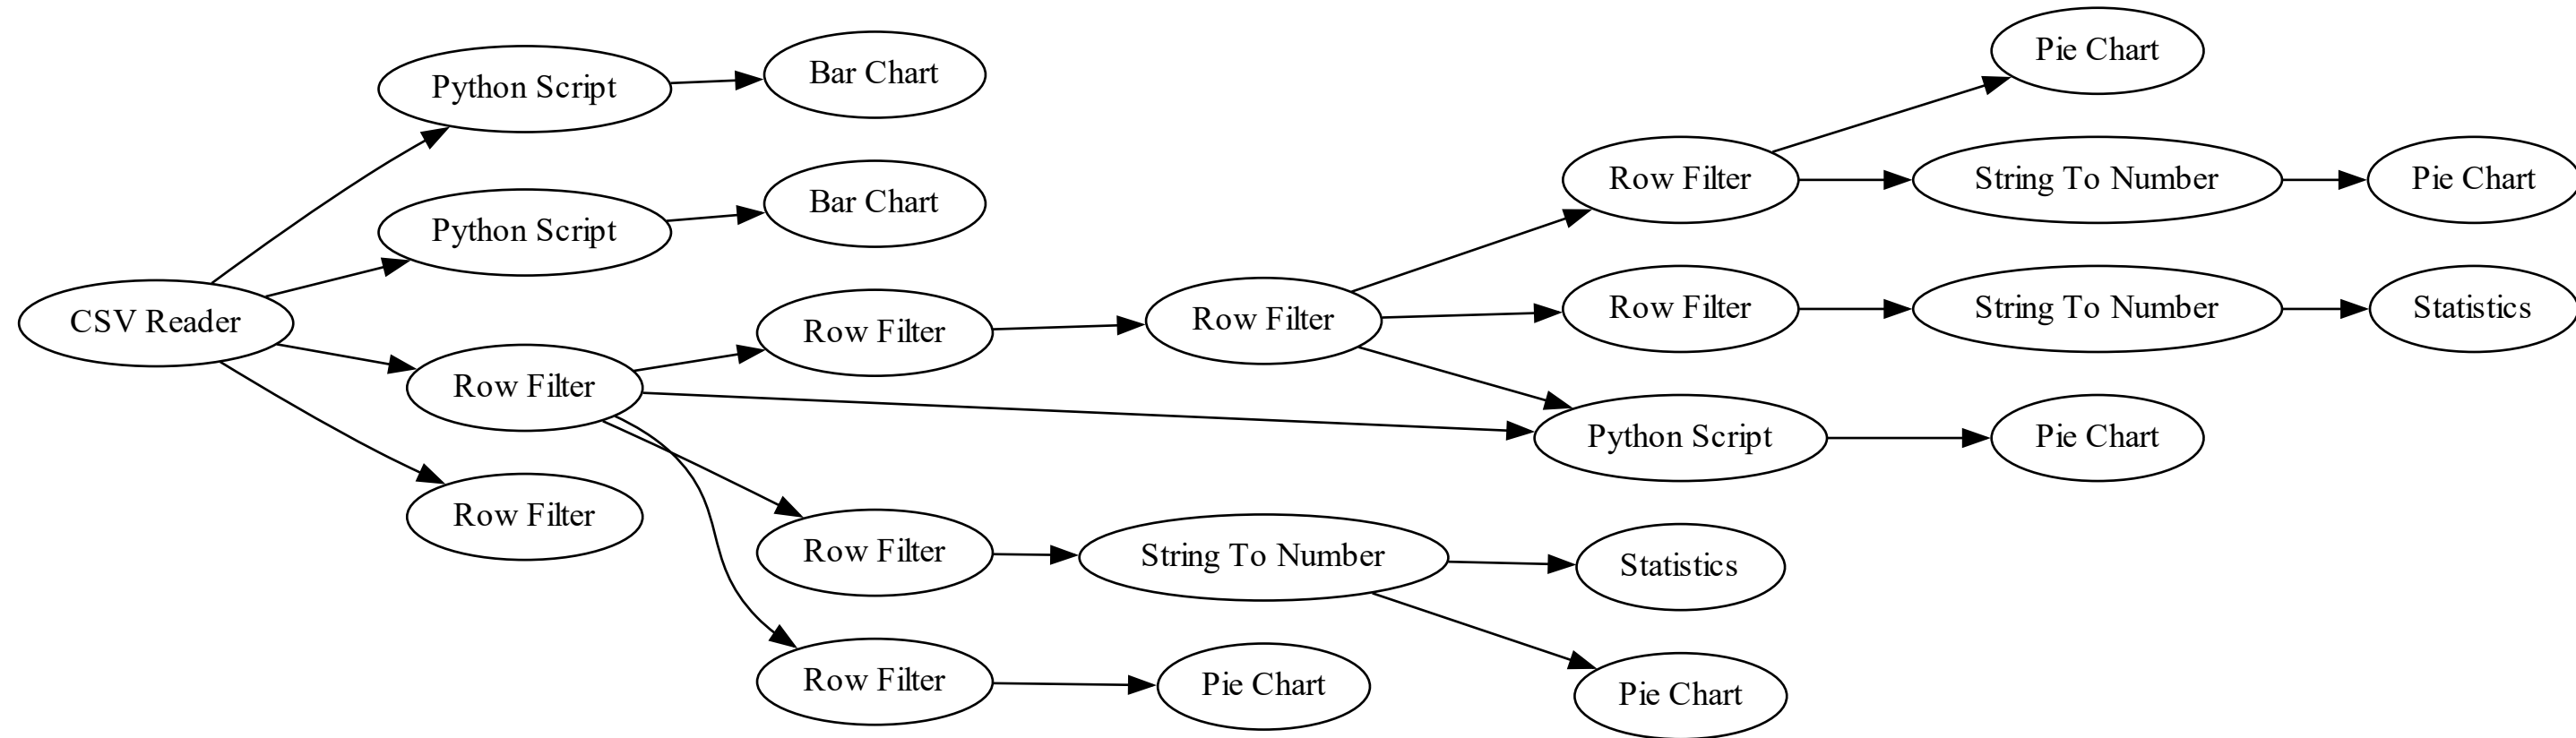 Pie Chart
Python Script
Bar Chart
Row Filter
String To Number
Pie Chart
Python Script
Bar Chart
CSV Reader
Row Filter
Row Filter
Row Filter
String To Number
Statistics
Row Filter
Python Script
Pie Chart
Row Filter
Row Filter
String To Number
Statistics
Row Filter
Pie Chart
Pie Chart